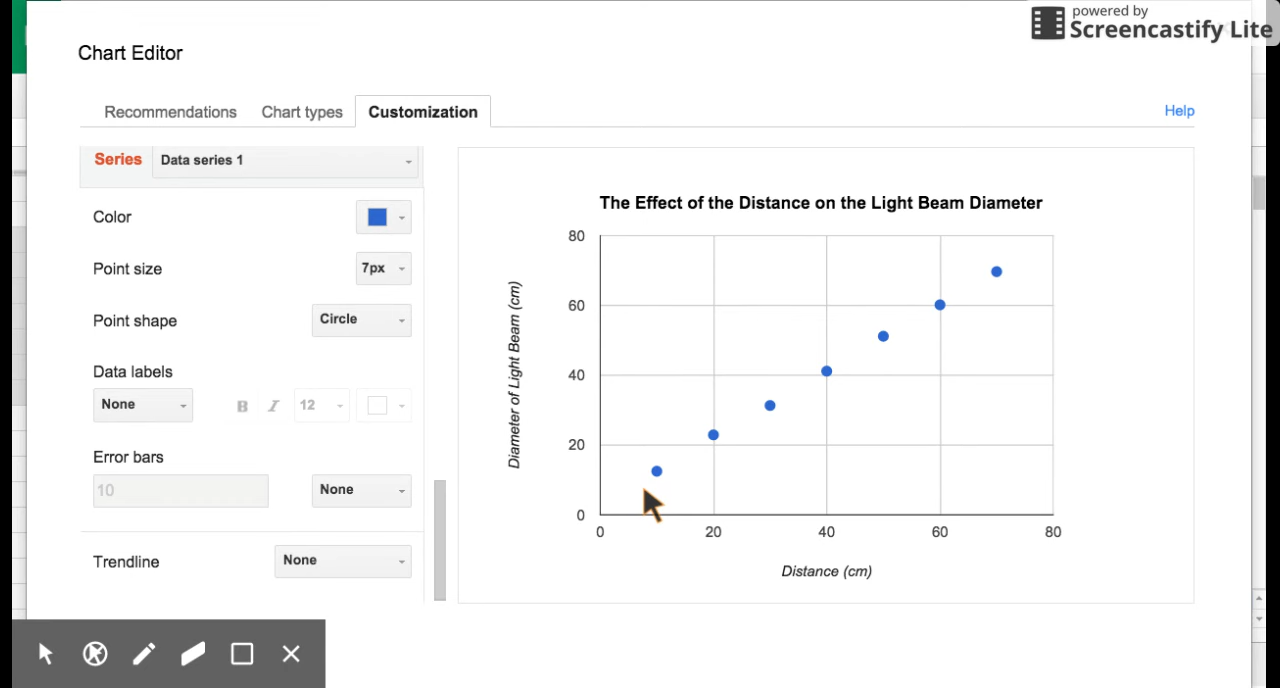 powered by
Screencastify Lite
Chart Editor
Recommendations Chart types Customization Help
Series Data series 1
Color
Point size 7px
Point shape Circle
Data labels
None B I 12
Error bars
10 None
Trendline None
The Effect of the Distance on the Light Beam Diameter
Diameter of Light Beam (cm)
80
60
40
20
0
0 20 40 60 80
Distance (cm)